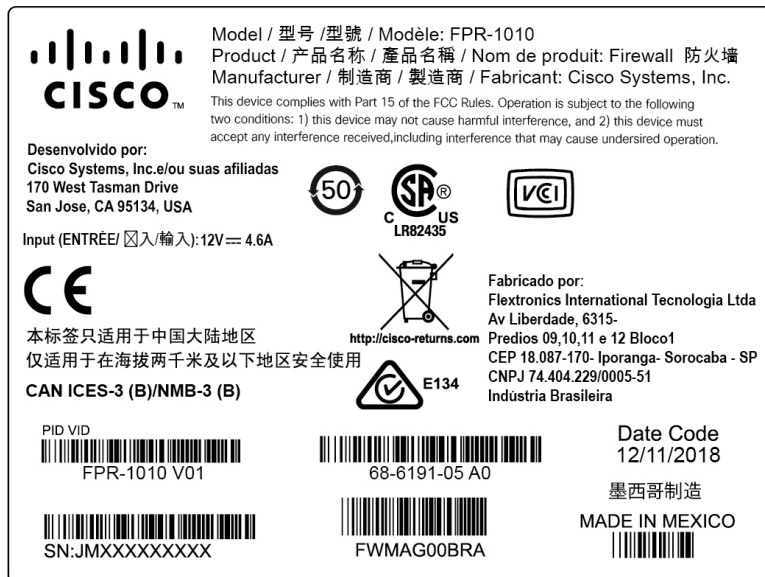 Model / 型号 /型號 / Modèle: FPR-1010
Product / 产品名称 / 產品名稱 / Nom de produit: Firewall 防火墙
Manufacturer / 制造商 / 製造商 / Fabricant: Cisco Systems, Inc.
CISCO TM
This device complies with Part 15 of the FCC Rules. Operation is subject to the following
two conditions: 1) this device may not cause harmful interference, and 2) this device must
accept any interference received,including interference that may cause undersired operation.
Desenvolvido por:
Cisco Systems, Inc.e/ou suas afiliadas
170 West Tasman Drive
San Jose, CA 95134, USA
50
SA ®
C US
LR82435
VCI
Input (ENTRÉE/ ☒入/輸入): 12V⎓ 4.6A
CE
http://cisco-returns.com
Fabricado por:
Flextronics International Tecnologia Ltda
Av Liberdade, 6315-
Predios 09,10,11 e 12 Bloco1
CEP 18.087-170- Iporanga- Sorocaba - SP
CNPJ 74.404.229/0005-51
Indústria Brasileira
本标签只适用于中国大陆地区
仅适用于在海拔两千米及以下地区安全使用
CAN ICES-3 (B)/NMB-3 (B)
E134
PID VID
FPR-1010 V01
68-6191-05 A0
Date Code
12/11/2018
墨西哥制造
MADE IN MEXICO
SN:JMXXXXXXXXX
FWMAG00BRA